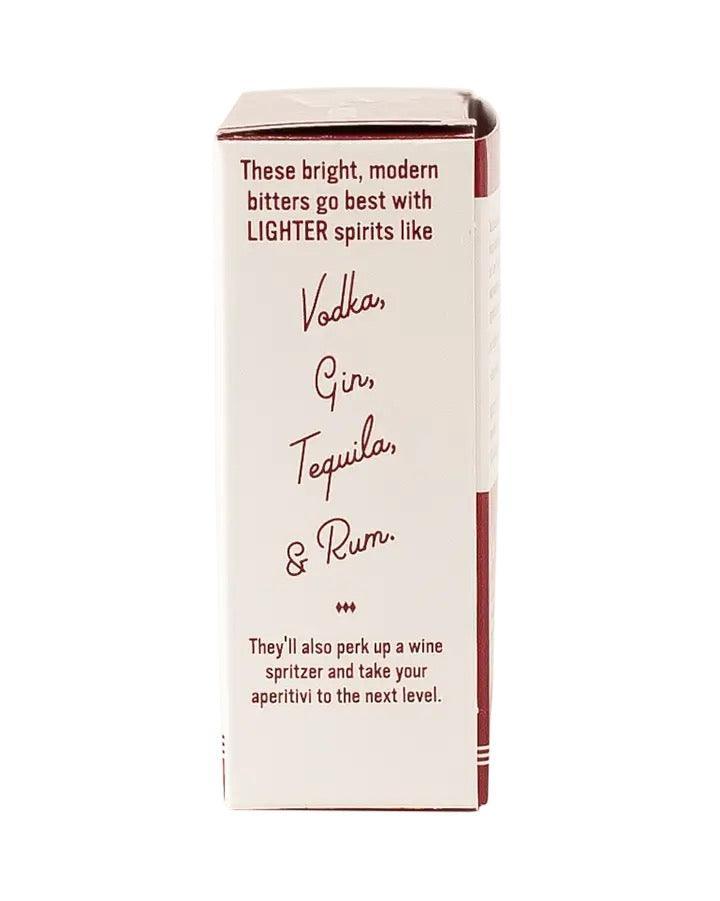 These bright, modern
bitters go best with
LIGHTER spirits like
Vodka,
Gin,
Tequila,
& Rum.
They'll also perk up a wine
spritzer and take your
aperitivi to the next level.